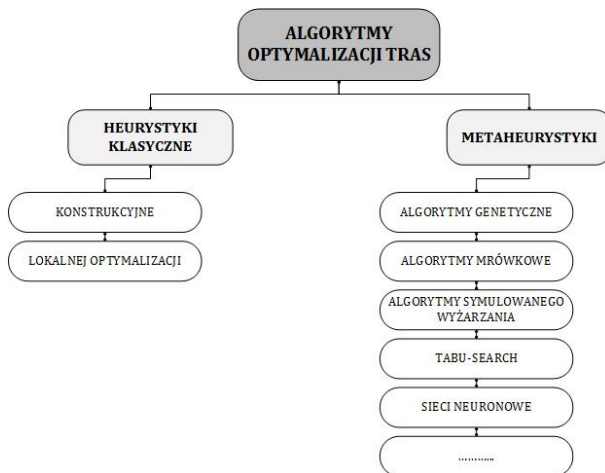 ALGORYTMY
OPTYMALIZACJI TRAS
HEURYSTYKI
KLASYCZNE
METAHEURYSTYKI
KONSTRUKCYJNE
LOKALNEJ OPTYMALIZACJI
ALGORYTMY GENETYCZNE
ALGORYTMY MRÓWKOWE
ALGORYTMY SYMULOWANEGO
WYŻARZANIA
TABU-SEARCH
SIECI NEURONOWE
............